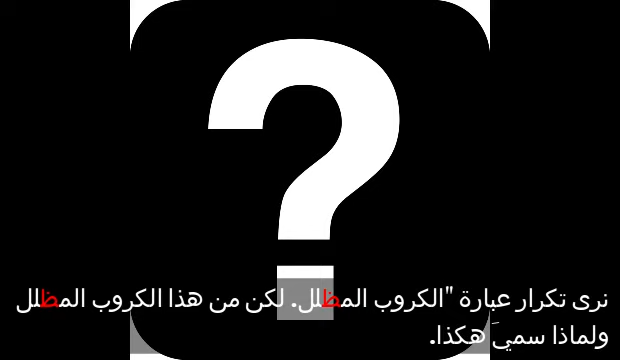 نرى تكرار عبارة "الكروب المظلل. لكن من هذا الكروب المظلل
ولماذا سميَ هكذا.